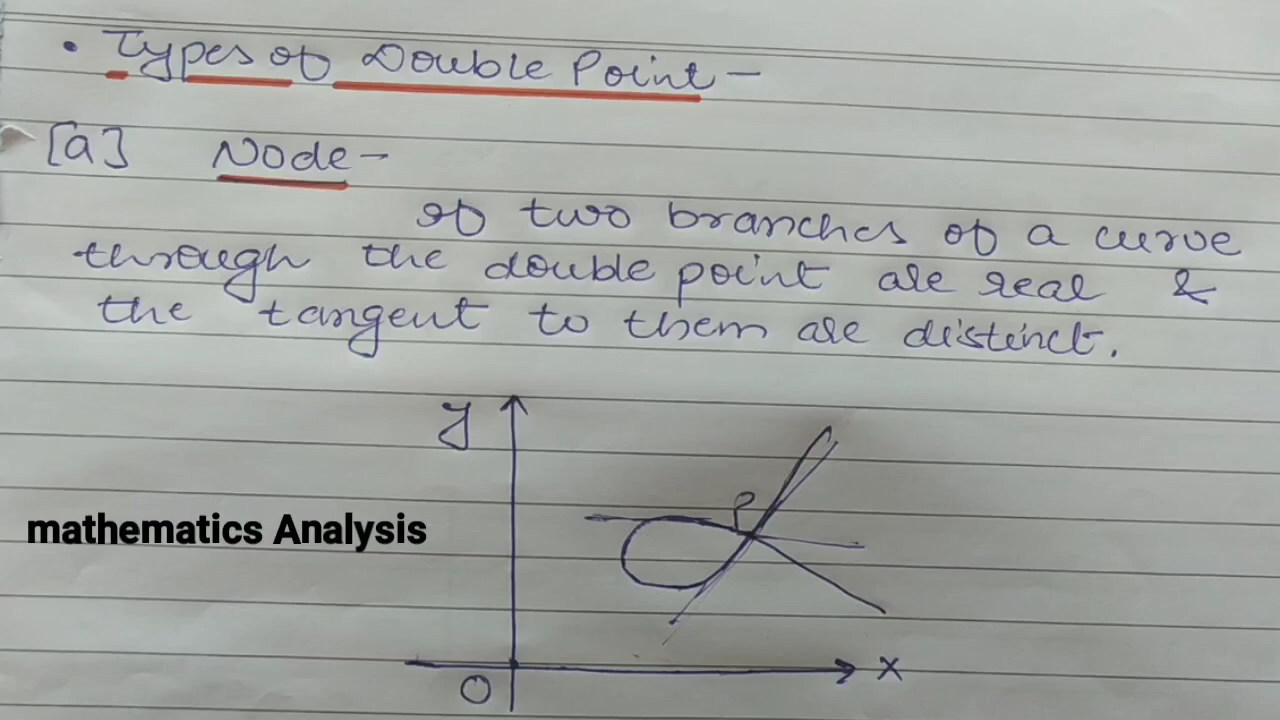 • Types of Double Point –
[a] Node –
If two branches of a curve
through the double point are real &
the tangent to them are distinct.
y
P
mathematics Analysis
x
O